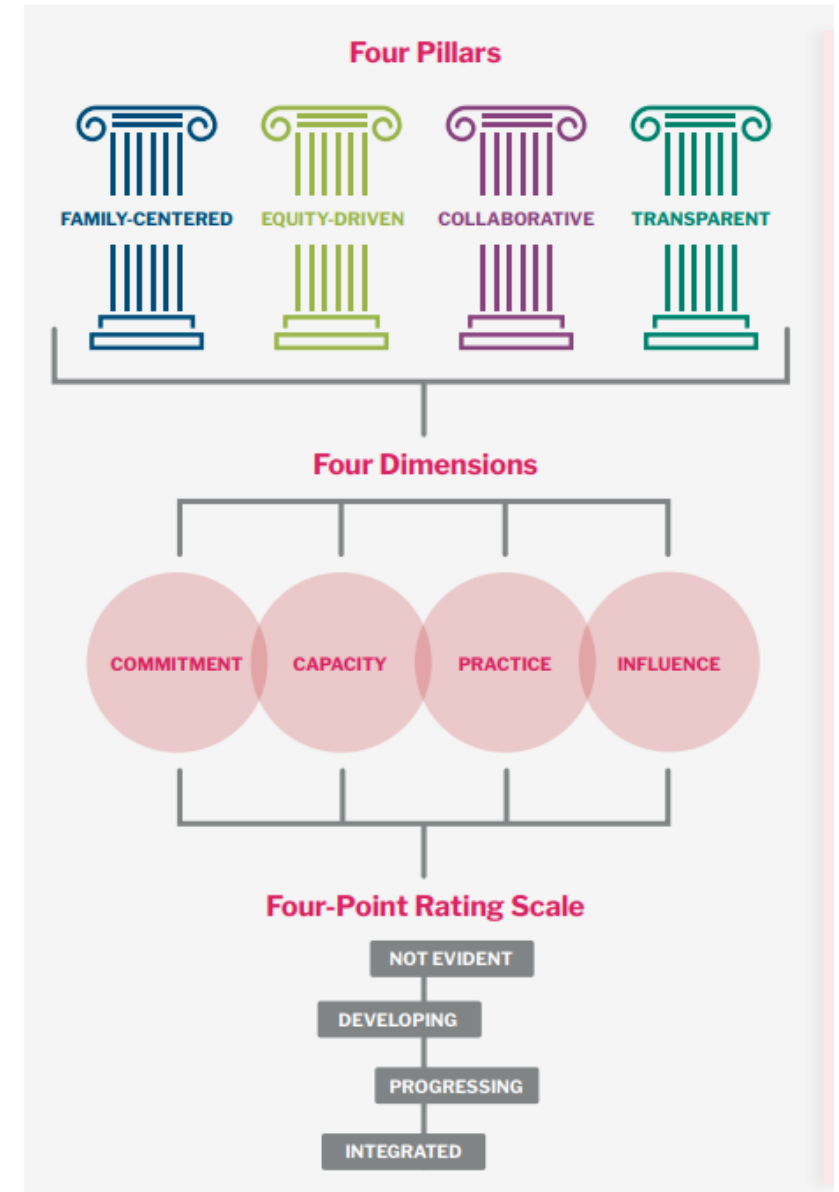 Four Pillars
FAMILY-CENTERED EQUITY-DRIVEN COLLABORATIVE TRANSPARENT
Four Dimensions
COMMITMENT CAPACITY PRACTICE INFLUENCE
Four-Point Rating Scale
NOT EVIDENT
DEVELOPING
PROGRESSING
INTEGRATED